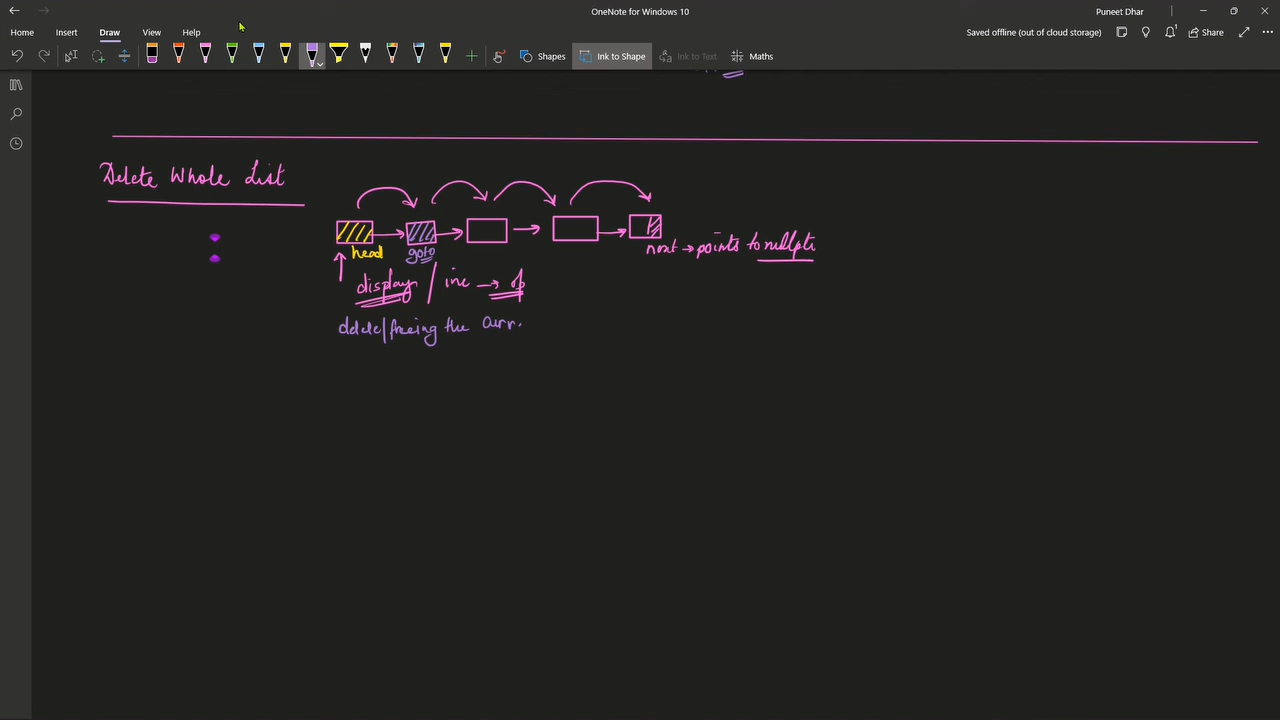 OneNote for Windows 10
Puneet Dhar
Home Insert Draw View Help
Saved offline (out of cloud storage)
Share
Shapes
Ink to Shape
Ink to Text
Maths
Delete Whole List
head
goto
next → points to nullptr
display / inc → op
delete/freeing the curr.